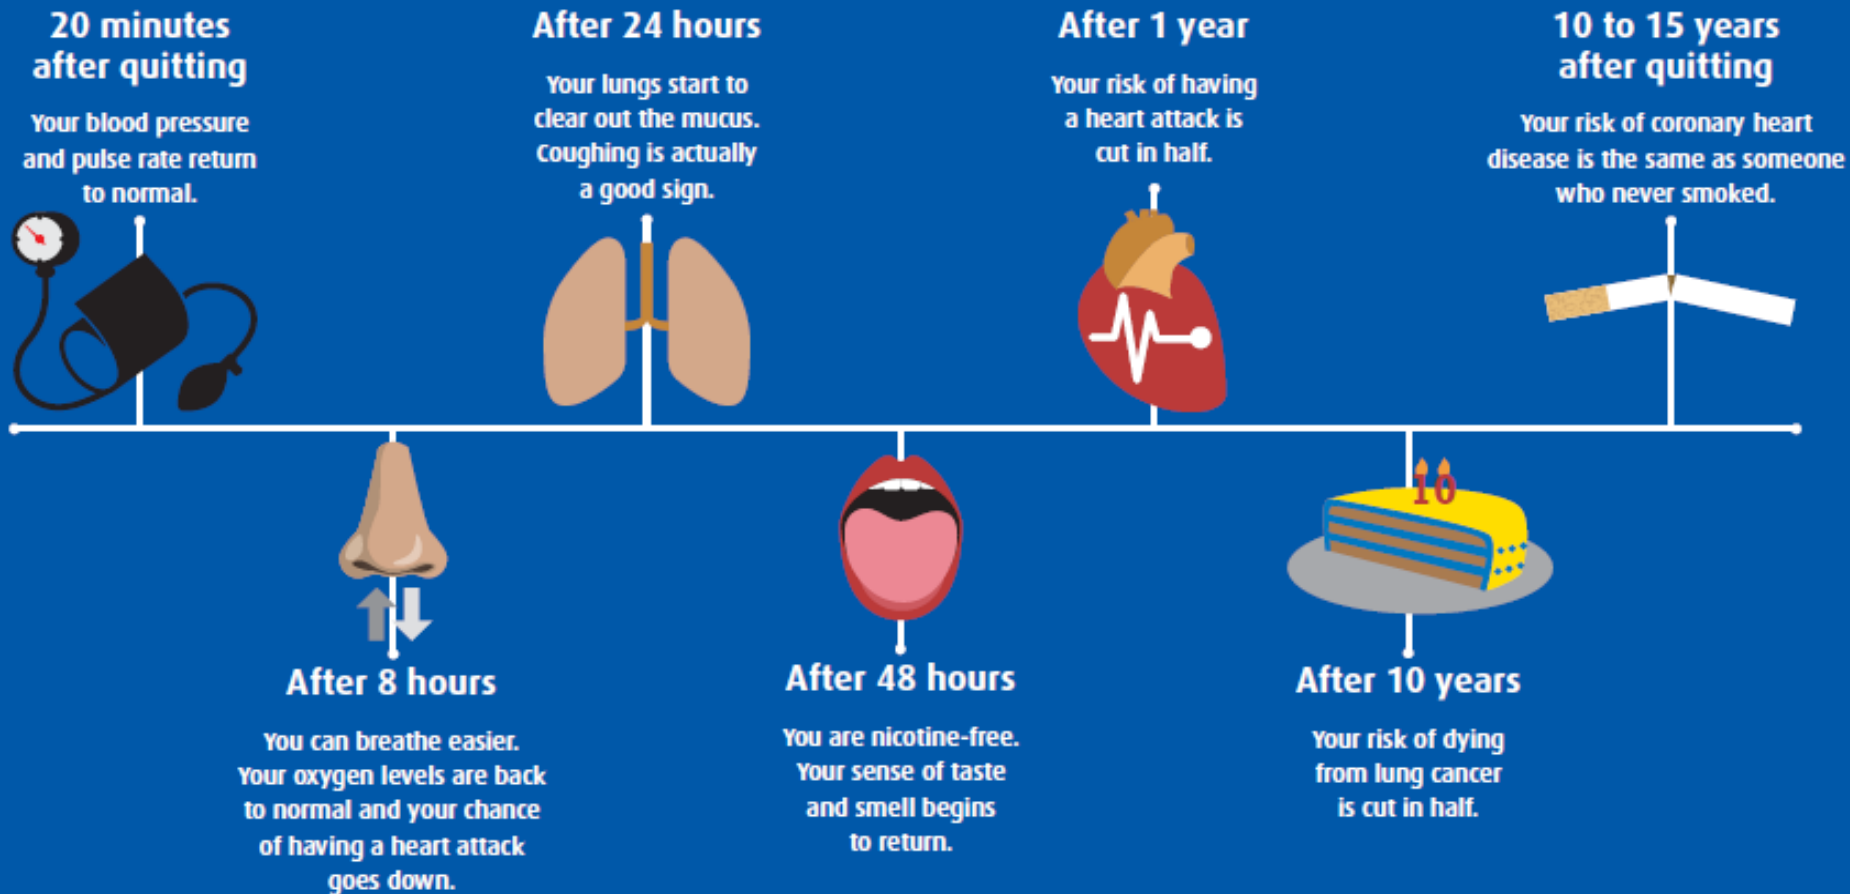 20 minutes
after quitting
Your blood pressure
and pulse rate return
to normal.
After 8 hours
You can breathe easier.
Your oxygen levels are back
to normal and your chance
of having a heart attack
goes down.
After 24 hours
Your lungs start to
clear out the mucus.
Coughing is actually
a good sign.
After 48 hours
You are nicotine-free.
Your sense of taste
and smell begins
to return.
After 1 year
Your risk of having
a heart attack is
cut in half.
10
After 10 years
Your risk of dying
from lung cancer
is cut in half.
10 to 15 years
after quitting
Your risk of coronary heart
disease is the same as someone
who never smoked.